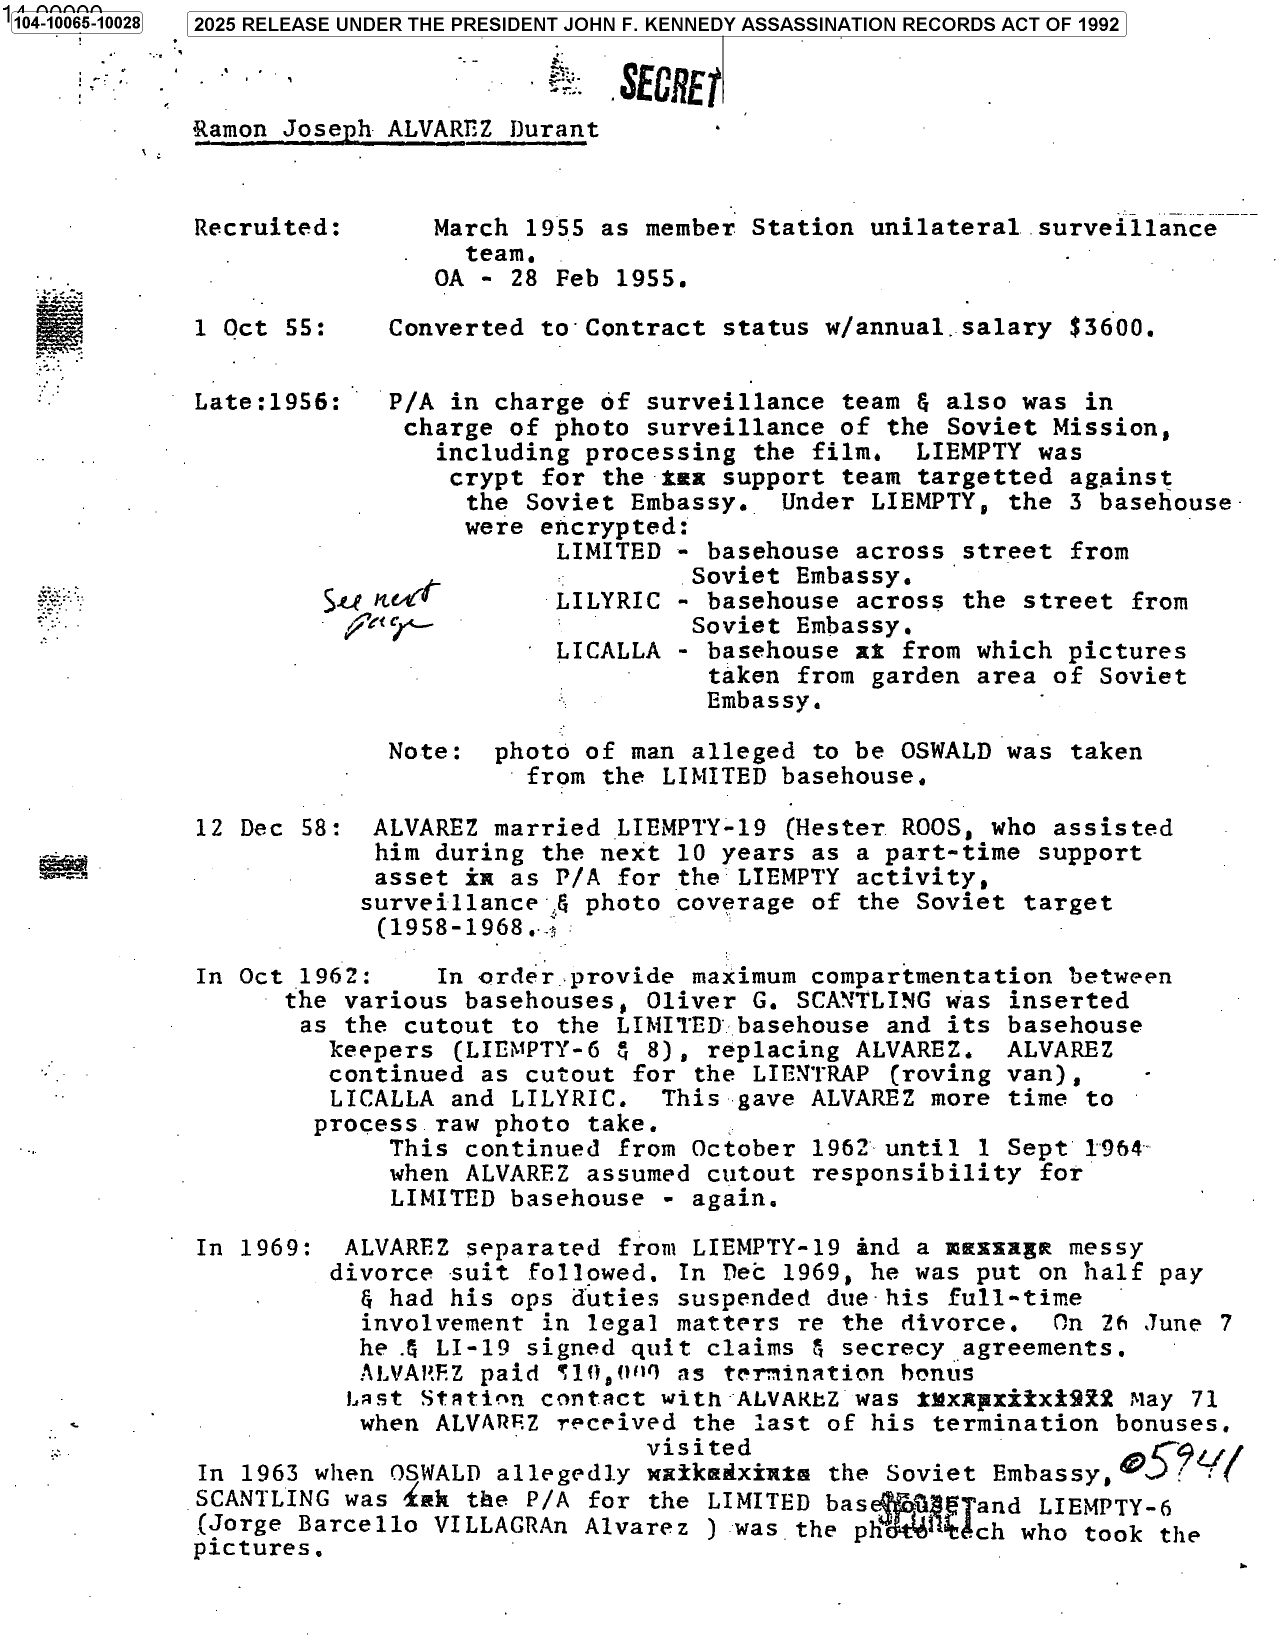 104-10065-10028
2025 RELEASE UNDER THE PRESIDENT JOHN F. KENNEDY ASSASSINATION RECORDS ACT OF 1992
SECRET
Ramon Joseph ALVAREZ Durant
Recruited: March 1955 as member Station unilateral surveillance
team.
OA - 28 Feb 1955.
1 Oct 55: Converted to Contract status w/annual salary $3600.
Late:1956: P/A in charge of surveillance team & also was in
charge of photo surveillance of the Soviet Mission,
including processing the film. LIEMPTY was
crypt for the support team targetted against
the Soviet Embassy. Under LIEMPTY, the 3 basehouse
were encrypted:
LIMITED - basehouse across street from
Soviet Embassy.
See next
page
LILYRIC - basehouse across the street from
Soviet Embassy.
LICALLA - basehouse at from which pictures
taken from garden area of Soviet
Embassy.
Note: photo of man alleged to be OSWALD was taken
from the LIMITED basehouse.
12 Dec 58: ALVAREZ married LIEMPTY-19 (Hester ROOS, who assisted
him during the next 10 years as a part-time support
asset in as P/A for the LIEMPTY activity,
surveillance & photo coverage of the Soviet target
(1958-1968.
In Oct 1962: In order provide maximum compartmentation between
the various basehouses, Oliver G. SCANTLING was inserted
as the cutout to the LIMITED basehouse and its basehouse
keepers (LIEMPTY-6 & 8), replacing ALVAREZ. ALVAREZ
continued as cutout for the LIENTRAP (roving van),
LICALLA and LILYRIC. This gave ALVAREZ more time to
process raw photo take.
This continued from October 1962 until 1 Sept 1964
when ALVAREZ assumed cutout responsibility for
LIMITED basehouse - again.
In 1969: ALVAREZ separated from LIEMPTY-19 and a message messy
divorce suit followed. In Dec 1969, he was put on half pay
& had his ops duties suspended due his full-time
involvement in legal matters re the divorce. On 26 June 7
he & LI-19 signed quit claims & secrecy agreements.
ALVAREZ paid $10,000 as termination bonus
Last Station contact with ALVAREZ was May 71
when ALVAREZ received the last of his termination bonuses.
visited
In 1963 when OSWALD allegedly the Soviet Embassy, 05941
SCANTLING was the P/A for the LIMITED basehouse and LIEMPTY-6
SECRET
(Jorge Barcello VILLAGRAn Alvarez ) was the photo tech who took the
pictures.